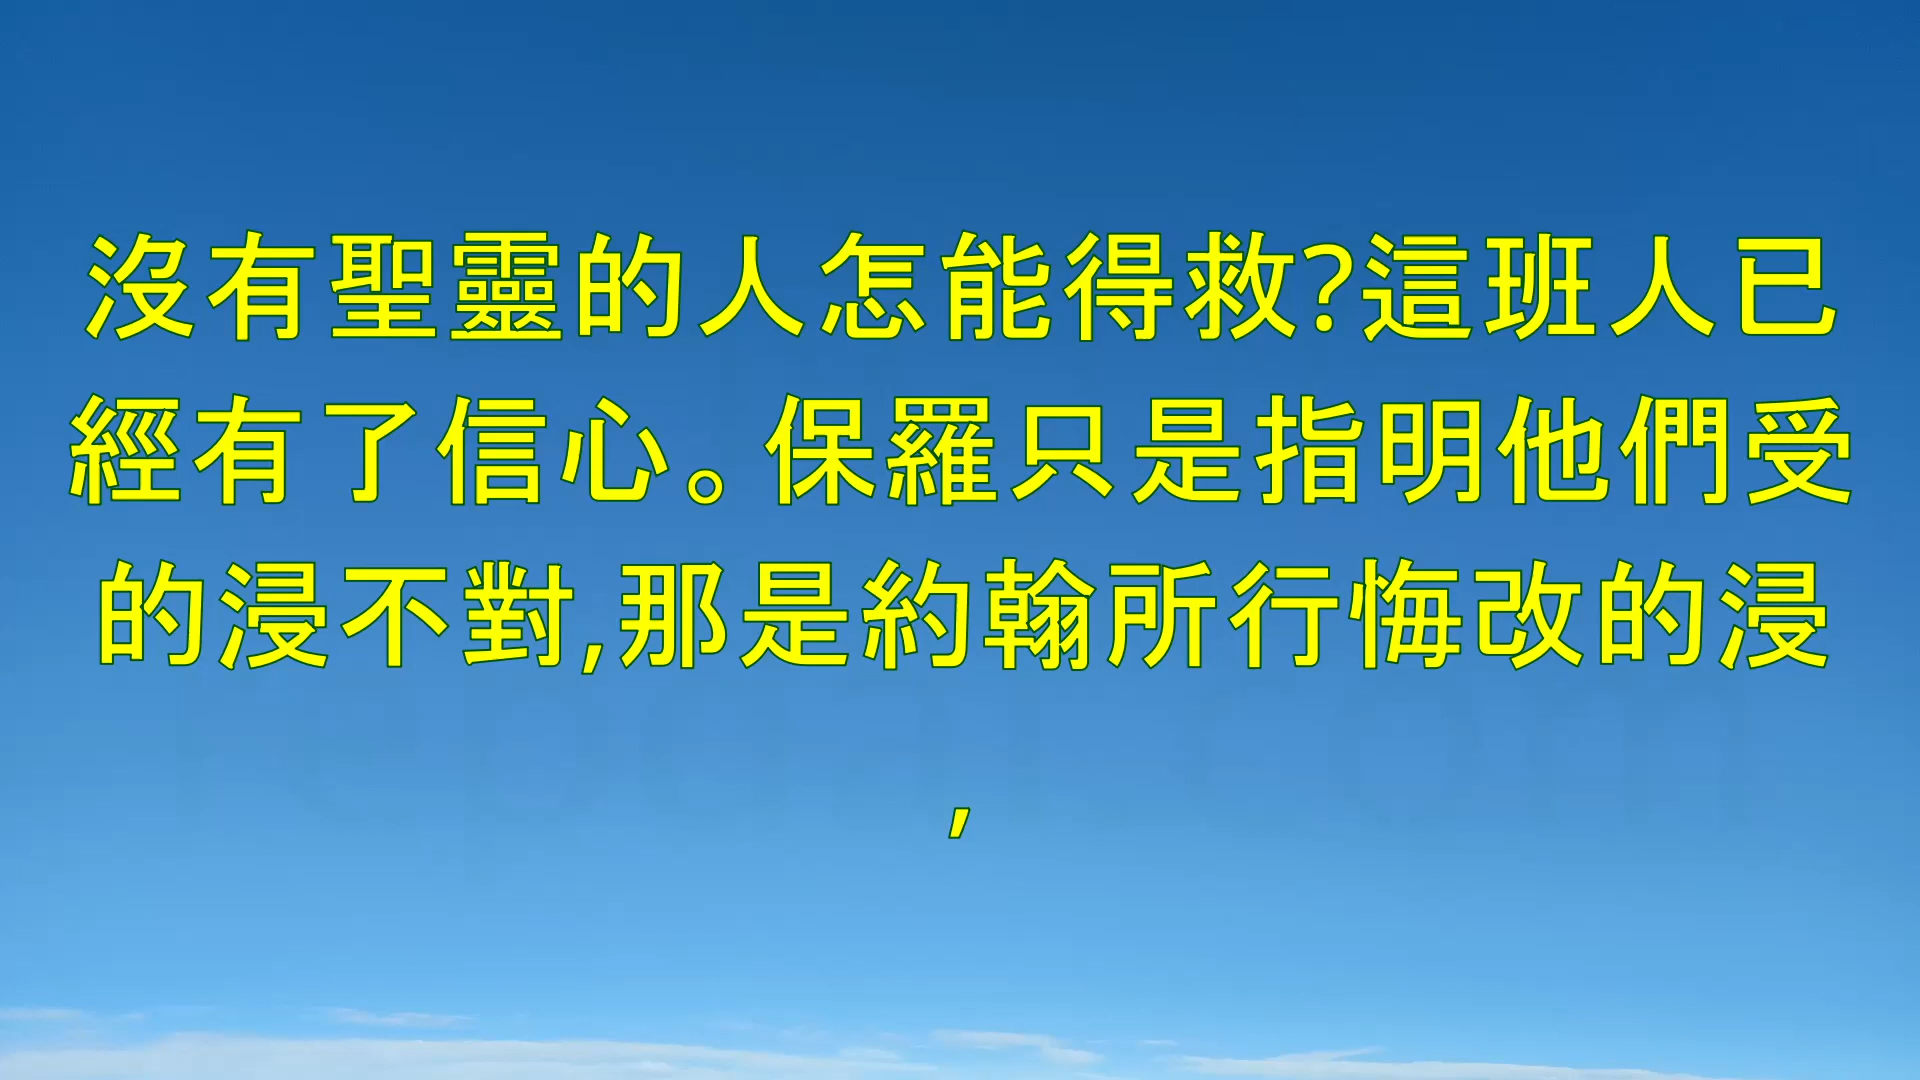 沒有聖靈的人怎能得救?這班人已
經有了信心。保羅只是指明他們受
的浸不對,那是約翰所行悔改的浸
,